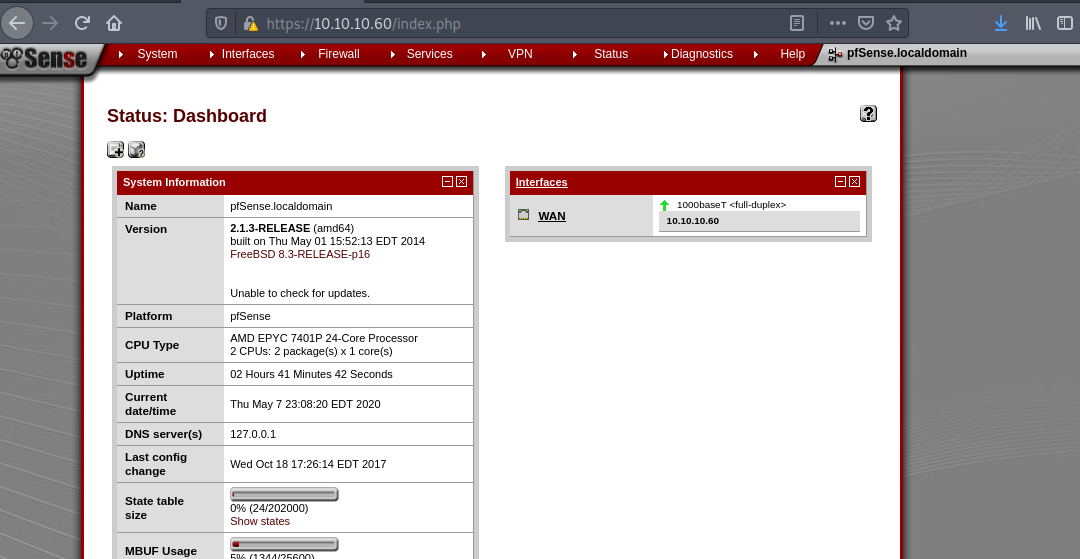 https://10.10.10.60/index.php
Sense
System
Interfaces
Firewall
Services
VPN
Status
Diagnostics
Help
pfSense.localdomain
Status: Dashboard
System Information
Name
pfSense.localdomain
Version
2.1.3-RELEASE (amd64)
built on Thu May 01 15:52:13 EDT 2014
FreeBSD 8.3-RELEASE-p16
Unable to check for updates.
Platform
pfSense
CPU Type
AMD EPYC 7401P 24-Core Processor
2 CPUs: 2 package(s) x 1 core(s)
Uptime
02 Hours 41 Minutes 42 Seconds
Current
date/time
Thu May 7 23:08:20 EDT 2020
DNS server(s)
127.0.0.1
Last config
change
Wed Oct 18 17:26:14 EDT 2017
State table
size
0% (24/202000)
Show states
MBUF Usage
5% (1344/25600)
Interfaces
WAN
1000baseT <full-duplex>
10.10.10.60